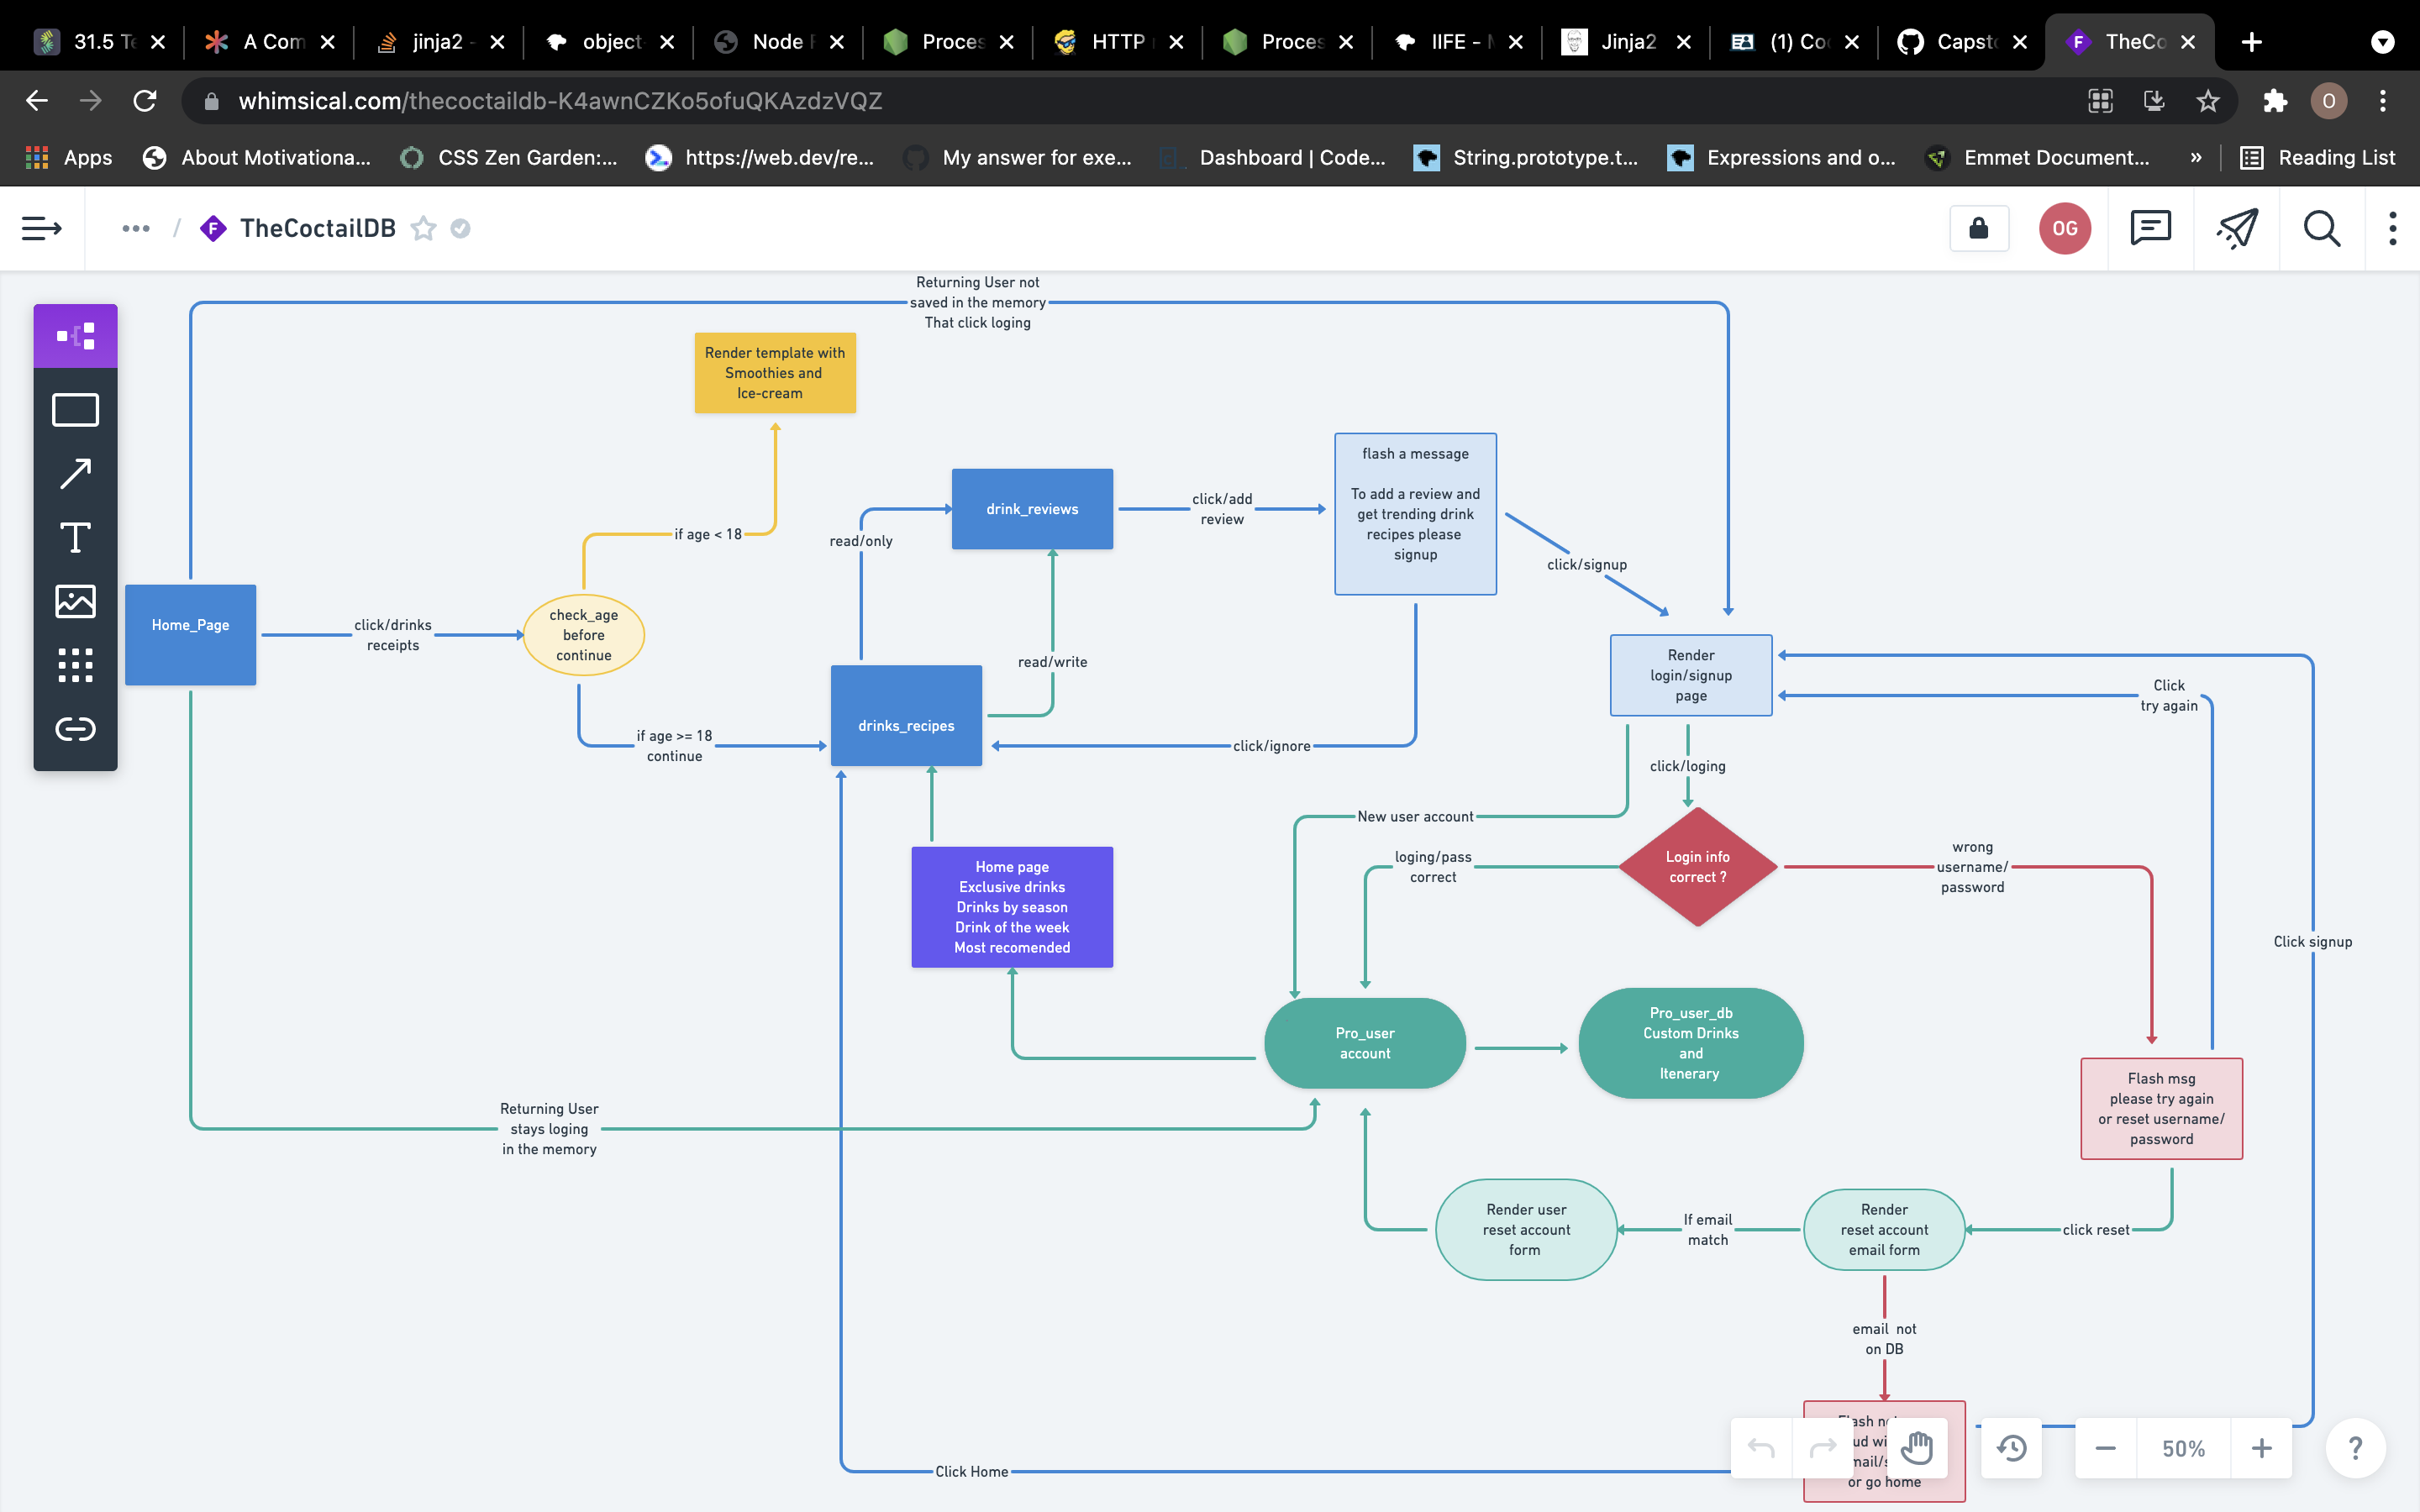 31.5 Te
A Com
jinja2 -
object
Node
Proces
HTTP
Proces
IIFE -
Jinja2
(1) Co
Capst
TheCo
whimsical.com/thecoctaildb-K4awnCZKo5ofuQKAzdzVQZ
O
Apps
About Motivationa...
CSS Zen Garden:...
https://web.dev/re...
My answer for exe...
Dashboard | Code...
String.prototype.t...
Expressions and o...
Emmet Document...
»
Reading List
... / F TheCoctailDB
OG
Returning User not
saved in the memory
That click loging
Render template with
Smoothies and
Ice-cream
if age < 18
Home_Page
click/drinks
receipts
check_age
before
continue
if age >= 18
continue
read/only
drink_reviews
read/write
drinks_recipes
click/add
review
flash a message
To add a review and
get trending drink
recipes please
signup
click/signup
click/ignore
Render
login/signup
page
Click
try again
click/loging
New user account
loging/pass
correct
Login info
correct ?
wrong
username/
password
Click signup
Home page
Exclusive drinks
Drinks by season
Drink of the week
Most recomended
Pro_user
account
Pro_user_db
Custom Drinks
and
Itenerary
Flash msg
please try again
or reset username/
password
Returning User
stays loging
in the memory
Render user
reset account
form
If email
match
Render
reset account
email form
click reset
email not
on DB
or go home
Click Home
50%
?